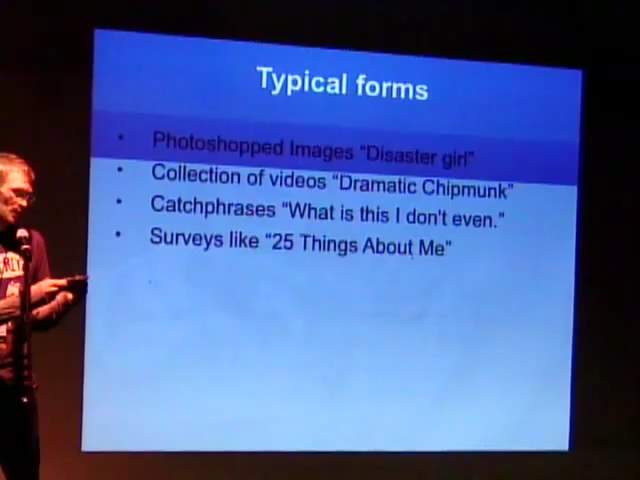 Typical forms
• Photoshopped Images “Disaster girl”
• Collection of videos “Dramatic Chipmunk”
• Catchphrases “What is this I don't even.”
• Surveys like “25 Things About Me”